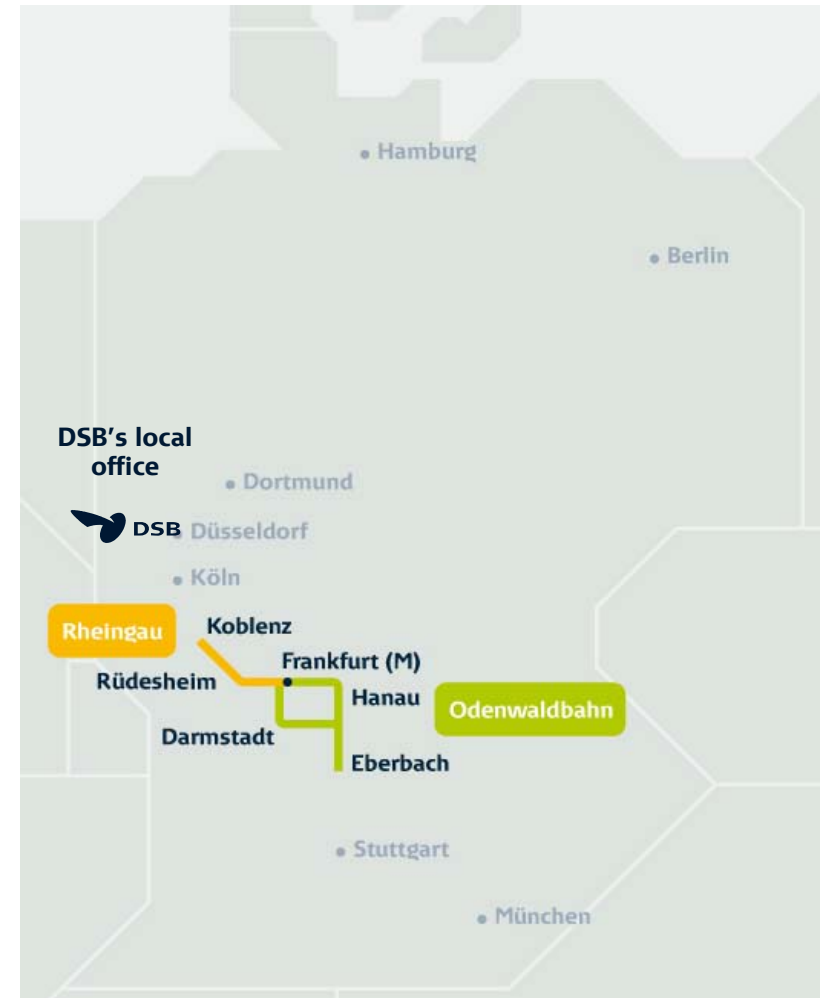 Hamburg
Berlin
DSB's local
office
Dortmund
DSB
Düsseldorf
Köln
Rheingau
Koblenz
Frankfurt (M)
Rüdesheim
Hanau
Odenwaldbahn
Darmstadt
Eberbach
Stuttgart
München